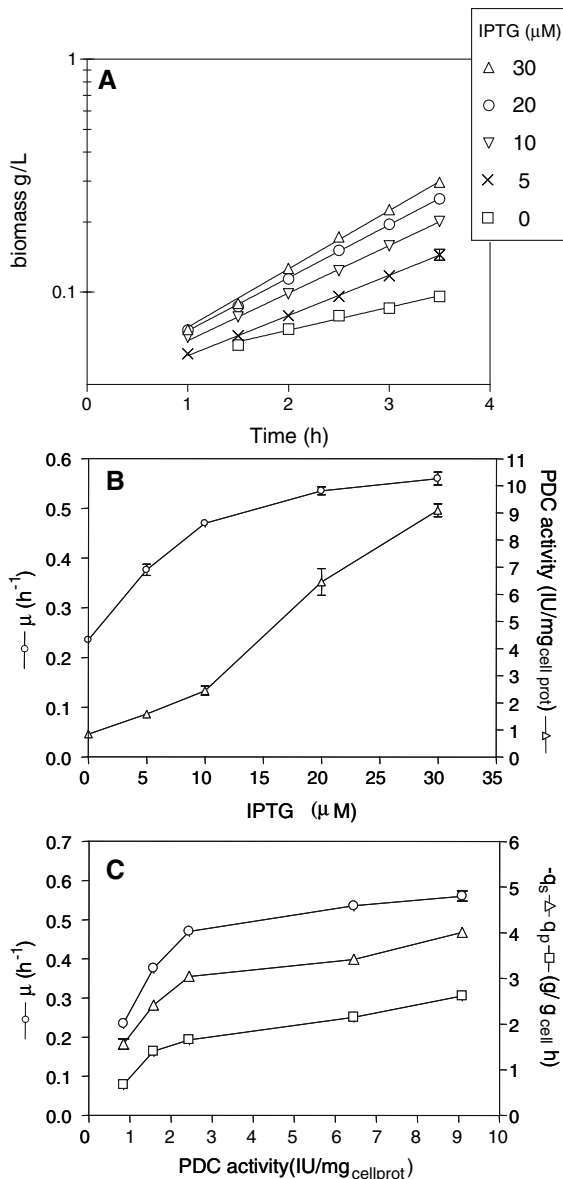 IPTG (μM)
30
20
10
5
0
A
1
0.1
biomass g/L
0 1 2 3 4
Time (h)
B
0.6
0.5
0.4
0.3
0.2
0.1
0.0
μ (h-1)
11
10
9
8
7
6
5
4
3
2
1
0
PDC activity (IU/mg cell prot)
0 5 10 15 20 25 30 35
IPTG (μ M)
C
0.7
0.6
0.5
0.4
0.3
0.2
0.1
0.0
μ (h-1)
6
5
4
3
2
1
0
-qs qp (g/ g cell h)
0 1 2 3 4 5 6 7 8 9 10
PDC activity(IU/mg cellprot)